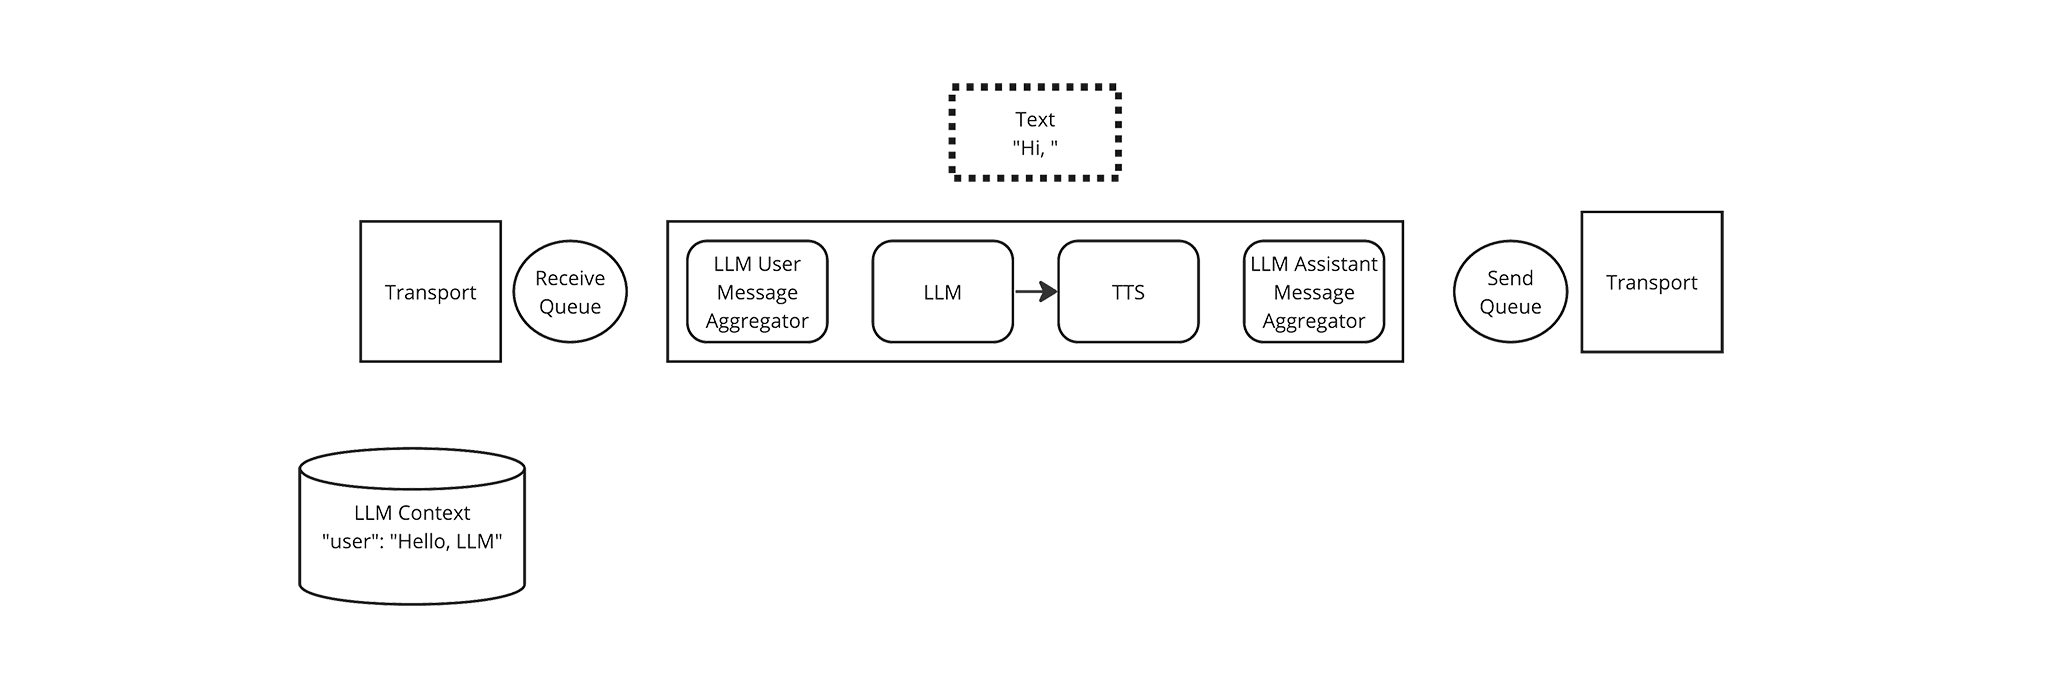 Text
"Hi, "
Transport
Receive
Queue
LLM User
Message
Aggregator
LLM
TTS
LLM Assistant
Message
Aggregator
Send
Queue
Transport
LLM Context
"user": "Hello, LLM"